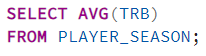 SELECT AVG(TRB)
FROM PLAYER_SEASON;